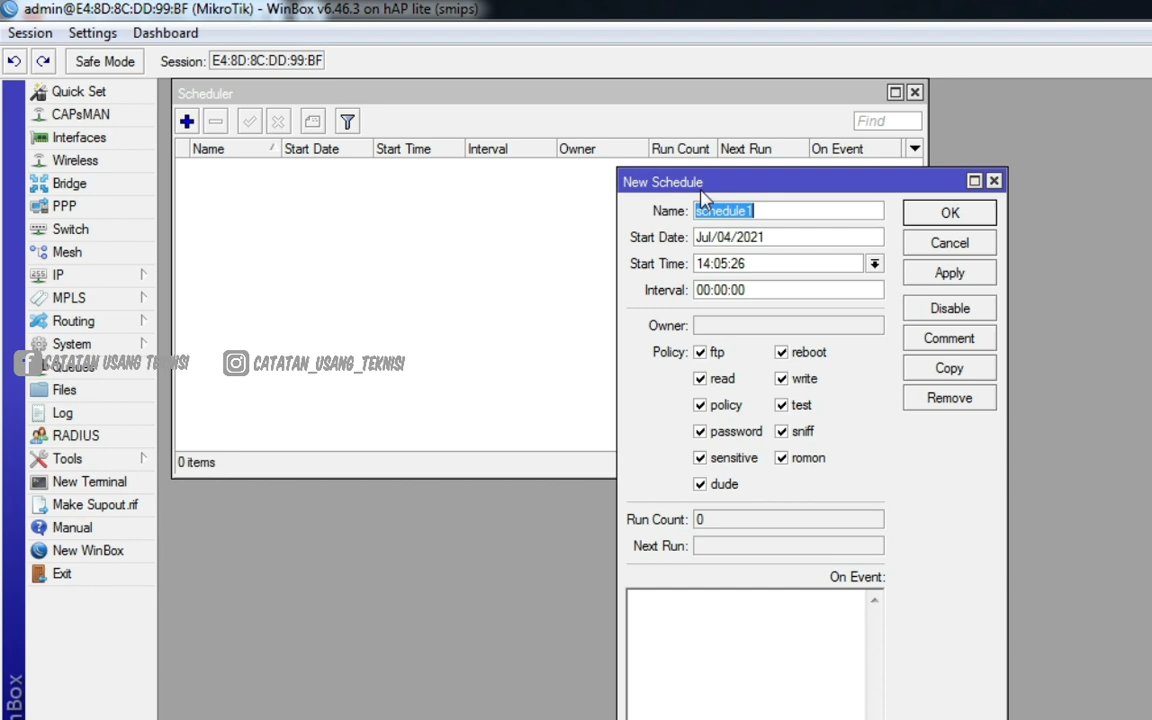 admin@E4:8D:8C:DD:99:BF (MikroTik) - WinBox v6.46.3 on hAP lite (smips)
Session Settings Dashboard
Safe Mode Session: E4:8D:8C:DD:99:BF
Quick Set
CAPsMAN
Interfaces
Wireless
Bridge
PPP
Switch
Mesh
IP
MPLS
Routing
System
Queues
Files
Log
RADIUS
Tools
New Terminal
Make Supout.rif
Manual
New WinBox
Exit
nBox
CATATAN USANG TEKNISI
CATATAN_USANG_TEKNISI
Scheduler
Find
Name Start Date Start Time Interval Owner Run Count Next Run On Event
0 items
New Schedule
Name: schedule1
Start Date: Jul/04/2021
Start Time: 14:05:26
Interval: 00:00:00
Owner:
Policy: ftp reboot
read write
policy test
password sniff
sensitive romon
dude
Run Count: 0
Next Run:
On Event:
OK
Cancel
Apply
Disable
Comment
Copy
Remove